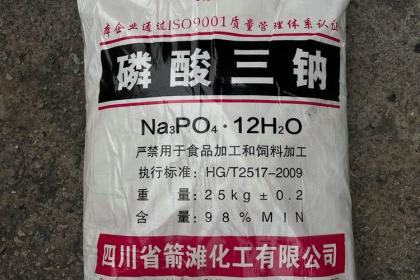 本企业通过ISO9001质量管理体系认证
磷酸三钠
Na₃PO₄·12H₂O
严禁用于食品加工和饲料加工
执行标准：HG/T2517-2009
重量：25kg±0.2
含量：98%MIN
四川省箭滩化工有限公司